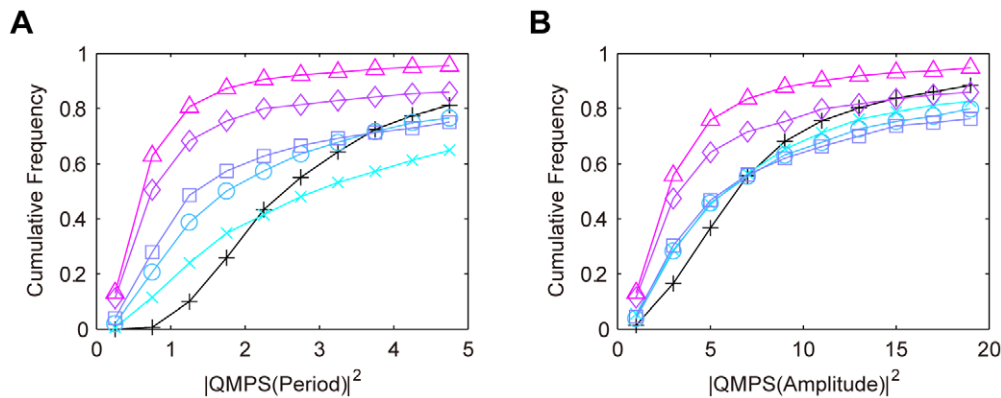 A
B
Cumulative Frequency
1
0.8
0.6
0.4
0.2
0
0 1 2 3 4 5
|QMPS(Period)|²
Cumulative Frequency
1
0.8
0.6
0.4
0.2
0
0 5 10 15 20
|QMPS(Amplitude)|²